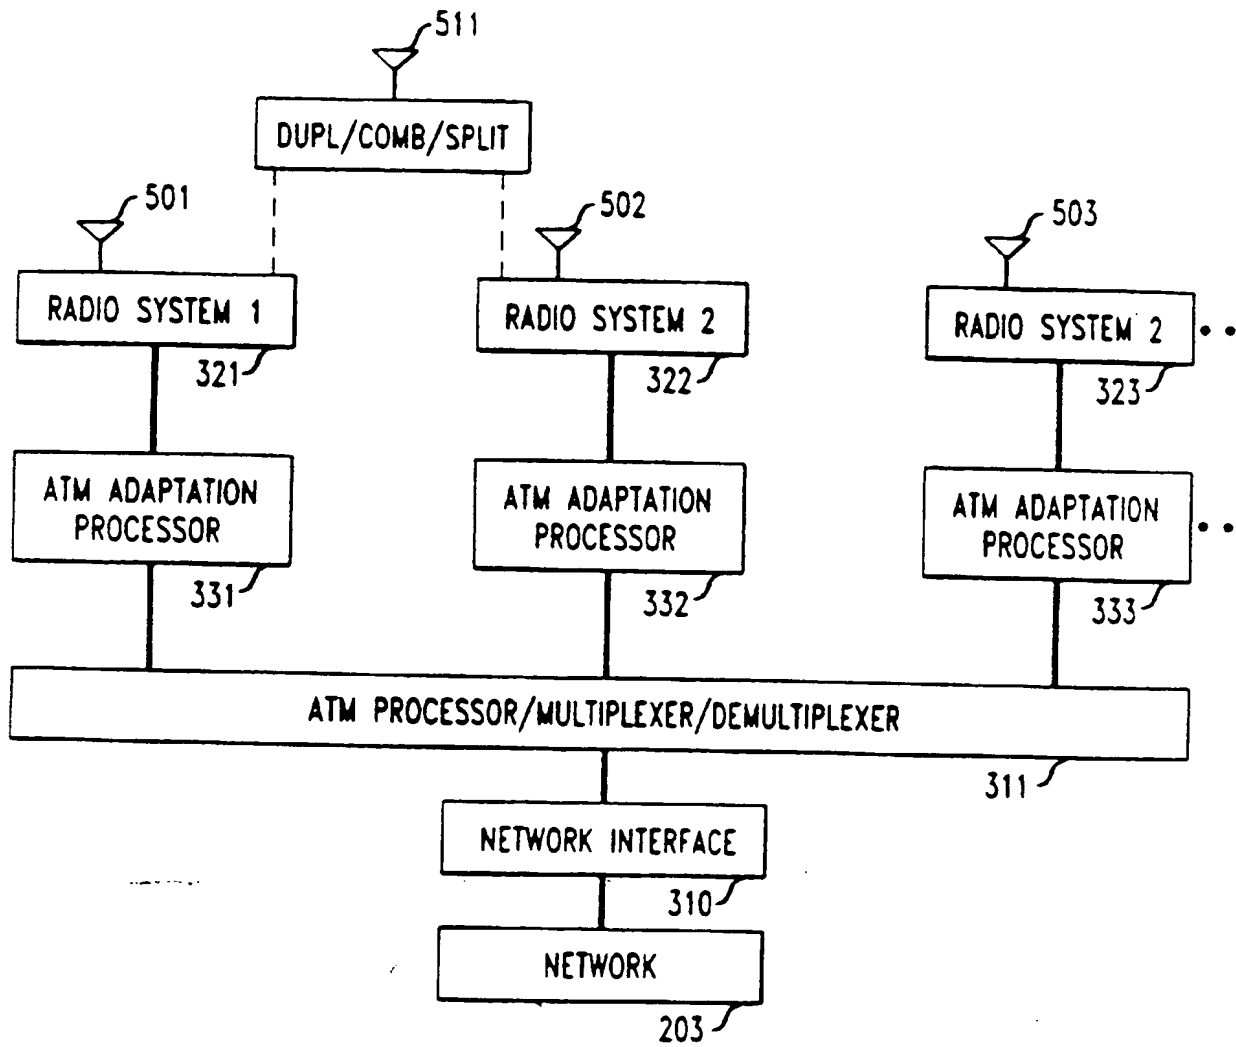 511
DUPL/COMB/SPLIT
501
502
503
RADIO SYSTEM 1
RADIO SYSTEM 2
RADIO SYSTEM 2
321
322
323
ATM ADAPTATION
PROCESSOR
ATM ADAPTATION
PROCESSOR
ATM ADAPTATION
PROCESSOR
331
332
333
ATM PROCESSOR/MULTIPLEXER/DEMULTIPLEXER
311
NETWORK INTERFACE
310
NETWORK
203